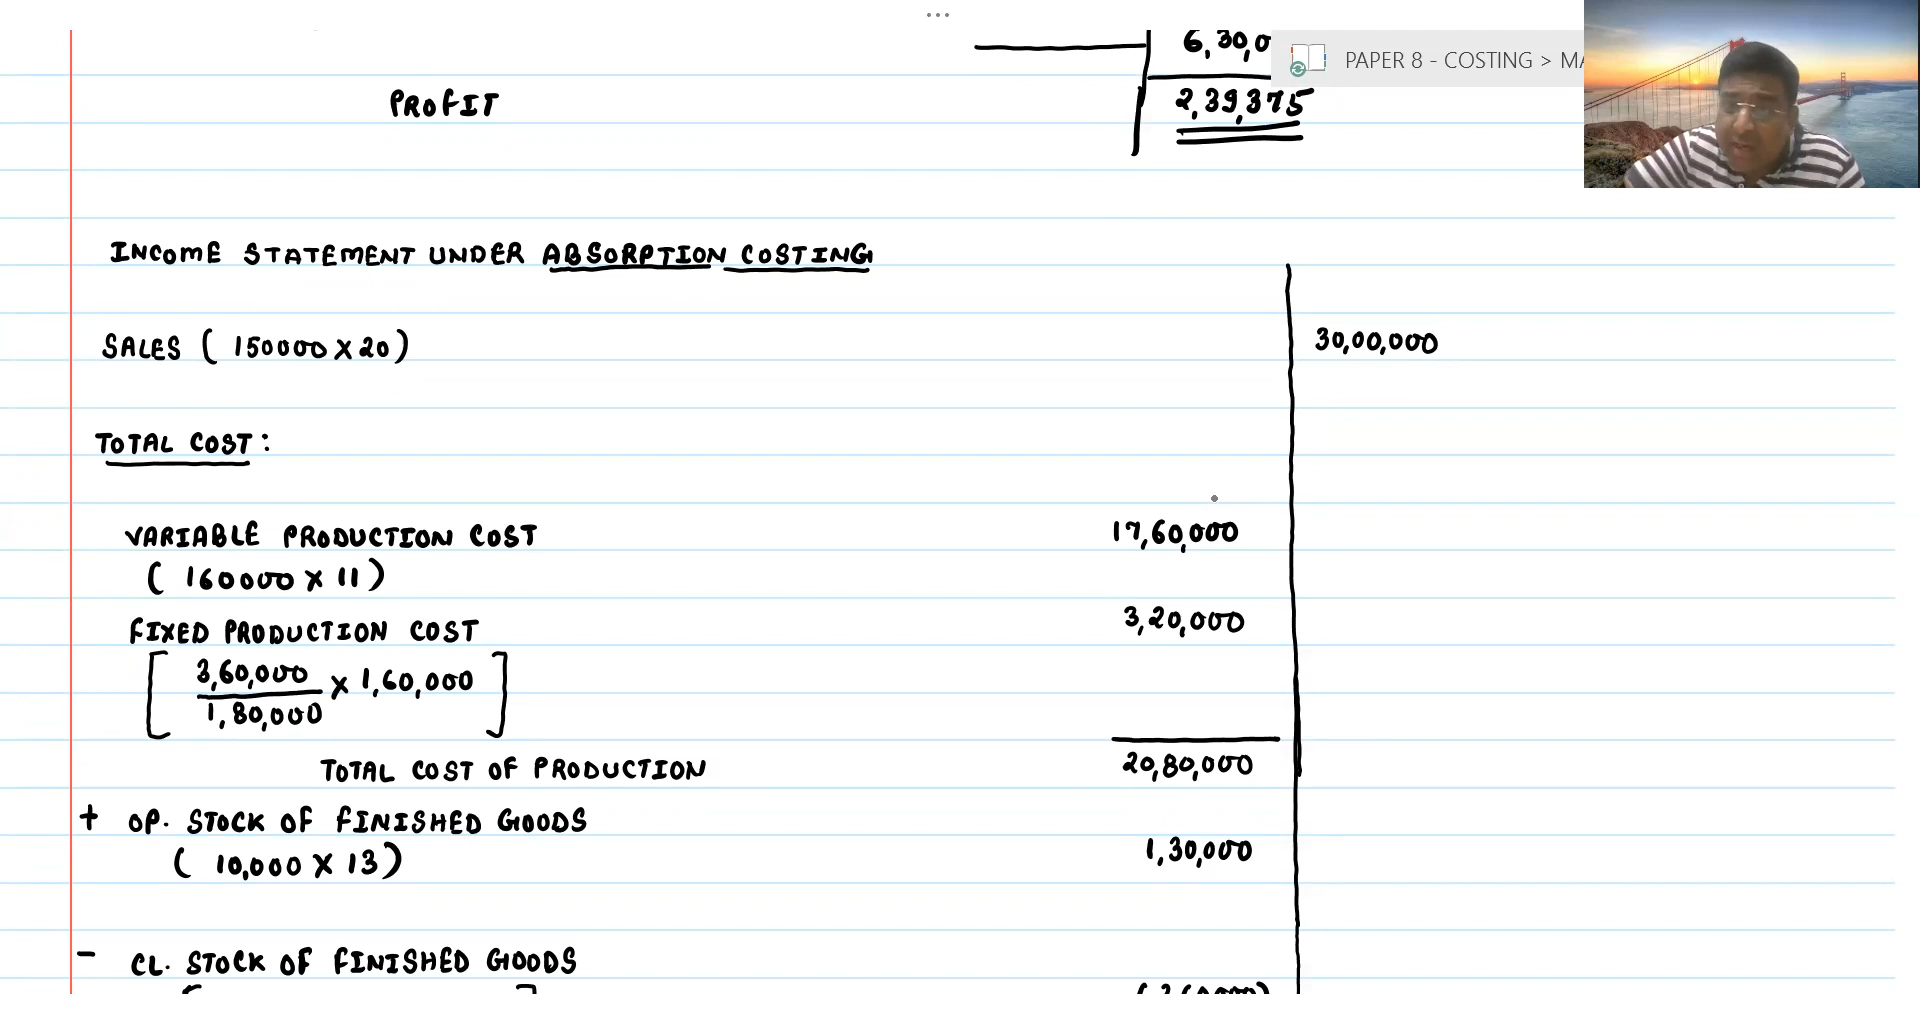 6,30,0
PAPER 8 - COSTING > MA
PROFIT 2,39,375
INCOME STATEMENT UNDER ABSORPTION COSTING
SALES ( 150000 X 20 ) 30,00,000
TOTAL COST :
VARIABLE PRODUCTION COST 17,60,000
( 160000 X 11 )
FIXED PRODUCTION COST 3,20,000
[ 3,60,000 / 1,80,000 X 1,60,000 ]
TOTAL COST OF PRODUCTION 20,80,000
+ OP. STOCK OF FINISHED GOODS
( 10,000 X 13 ) 1,30,000
- CL. STOCK OF FINISHED GOODS